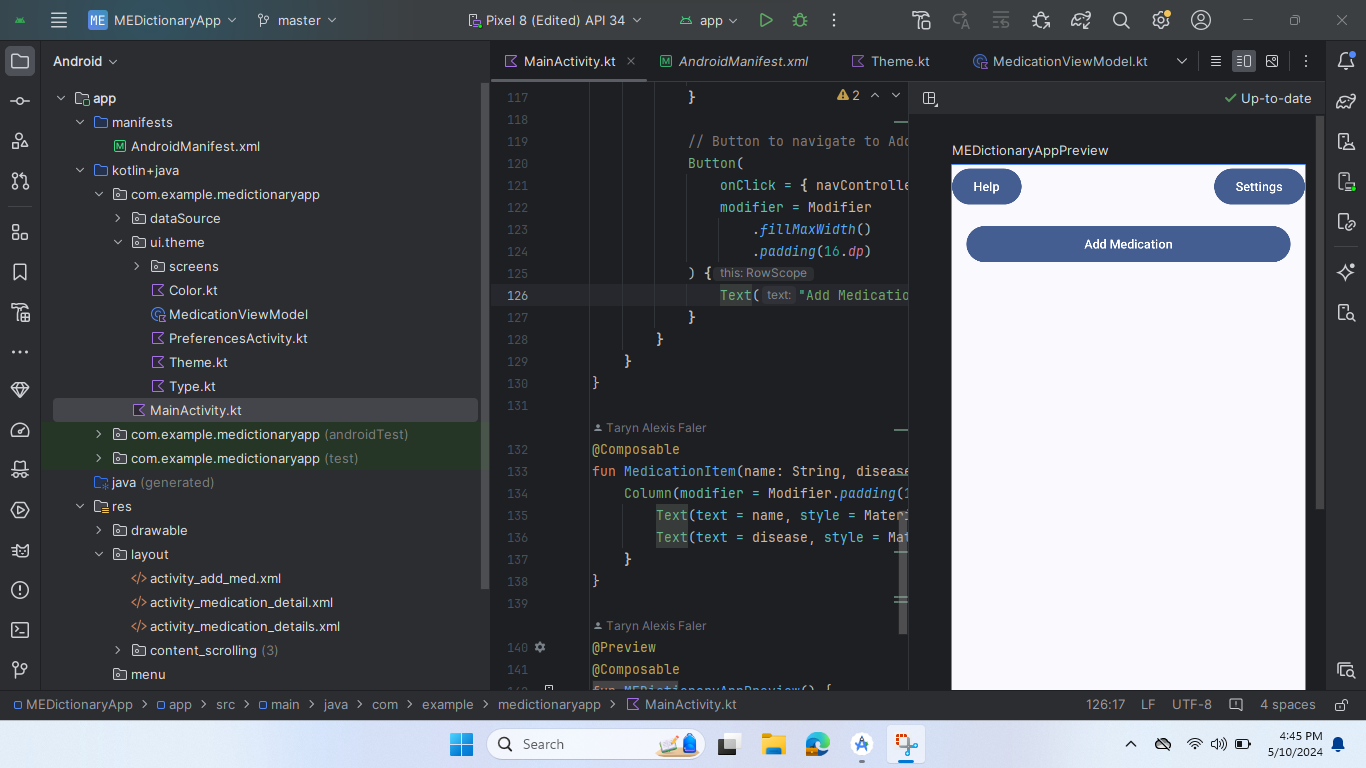 ME MEDictionaryApp master Pixel 8 (Edited) API 34 app
Android
app
manifests
AndroidManifest.xml
kotlin+java
com.example.medictionaryapp
dataSource
ui.theme
screens
Color.kt
MedicationViewModel
PreferencesActivity.kt
Theme.kt
Type.kt
MainActivity.kt
com.example.medictionaryapp (androidTest)
com.example.medictionaryapp (test)
java (generated)
res
drawable
layout
activity_add_med.xml
activity_medication_detail.xml
activity_medication_details.xml
content_scrolling (3)
menu
MainActivity.kt AndroidManifest.xml Theme.kt MedicationViewModel.kt
2
117 }
118
119 // Button to navigate to Add
120 Button(
121 onClick = { navControlle
122 modifier = Modifier
123 .fillMaxWidth()
124 .padding(16.dp)
125 ) { this: RowScope
126 Text( text: "Add Medicatio
127 }
128 }
129 }
130 }
131
Taryn Alexis Faler
132 @Composable
133 fun MedicationItem(name: String, disease
134 Column(modifier = Modifier.padding(1
135 Text(text = name, style = Materi
136 Text(text = disease, style = Mat
137 }
138 }
139
Taryn Alexis Faler
140 @Preview
141 @Composable
142 fun MEDictionaryAppPreview() {
Up-to-date
MEDictionaryAppPreview
Help Settings
Add Medication
MEDictionaryApp > app > src > main > java > com > example > medictionaryapp > MainActivity.kt 126:17 LF UTF-8 4 spaces
Search
4:45 PM
5/10/2024